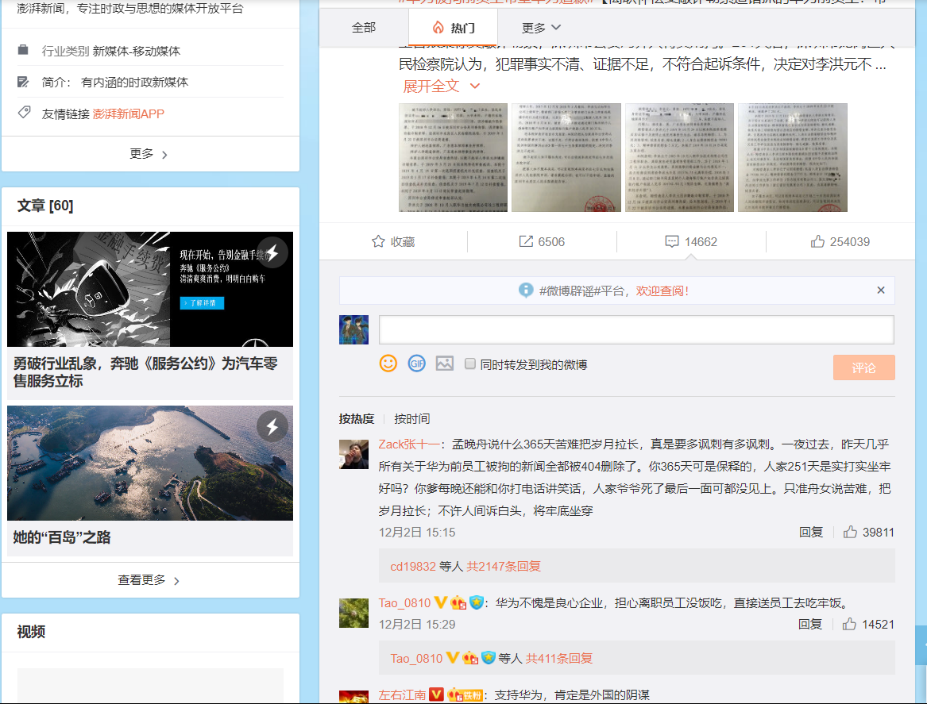 澎湃新闻，专注时政与思想的媒体开放平台
行业类别 新媒体-移动媒体
简介： 有内涵的时政新媒体
友情链接 澎湃新闻APP
更多
文章 [60]
现在开始，告别金融手续
奔驰《服务公约》
清清爽爽消费，明明白白购车
了解详情
勇破行业乱象，奔驰《服务公约》为汽车零
售服务立标
她的“百岛”之路
查看更多
视频
全部
热门
更多
民检察院认为，犯罪事实不清、证据不足，不符合起诉条件，决定对李洪元不 ...
展开全文
收藏
6506
14662
254039
#微博辟谣#平台，欢迎查阅！
×
GIF
同时转发到我的微博
评论
按热度
按时间
Zack张十一：孟晚舟说什么365天苦难把岁月拉长，真是要多讽刺有多讽刺。一夜过去，昨天几乎
所有关于华为前员工被拘的新闻全都被404删除了。你365天可是保释的，人家251天是实打实坐牢
好吗？你爹每晚还能和你打电话讲笑话，人家爷爷死了最后一面可都没见上。只准舟女说苦难，把
岁月拉长；不许人间诉白头，将牢底坐穿
12月2日 15:15
回复
39811
cd19832 等人 共2147条回复
Tao_0810 ：华为不愧是良心企业，担心离职员工没饭吃，直接送员工去吃牢饭。
12月2日 15:29
回复
14521
Tao_0810 等人 共411条回复
左右江南 ：支持华为，肯定是外国的阴谋